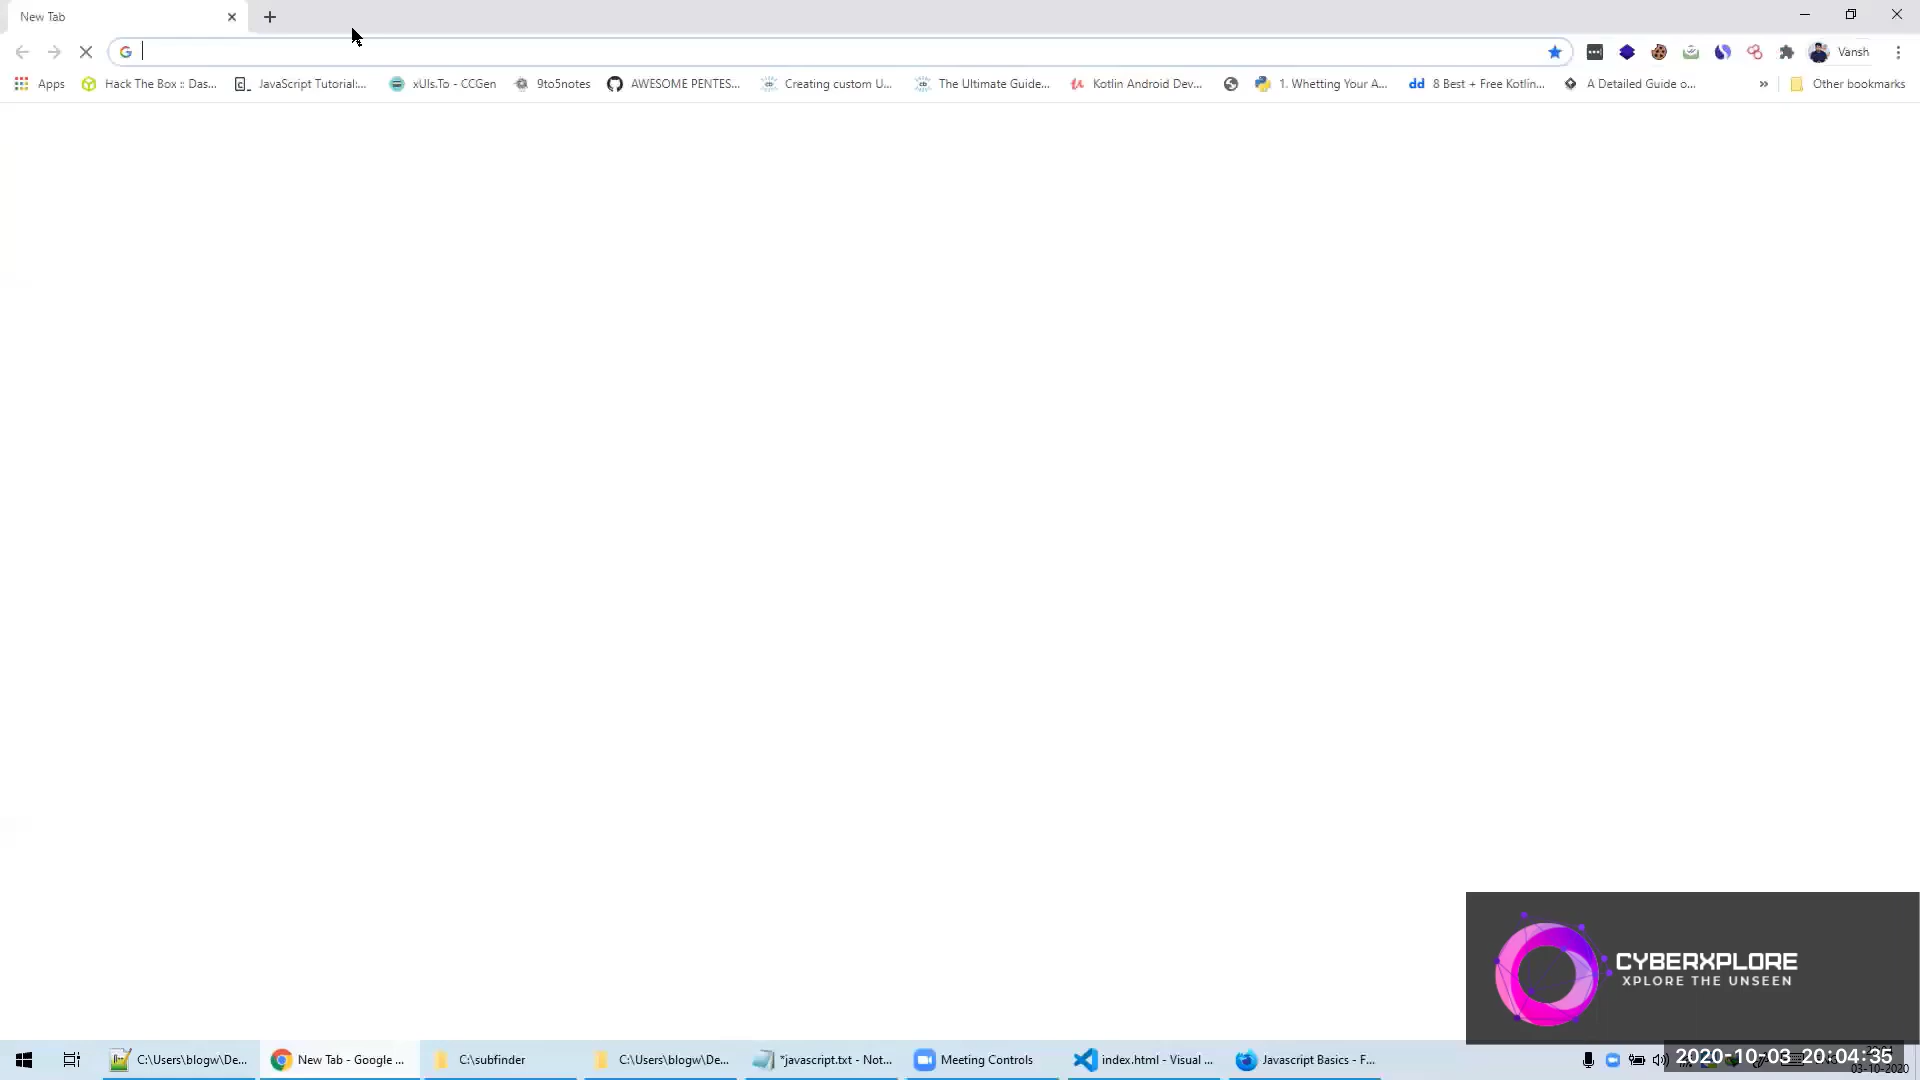 New Tab
Vansh
Apps
Hack The Box :: Das...
JavaScript Tutorial:...
xUIs.To - CCGen
9to5notes
AWESOME PENTES...
Creating custom U...
The Ultimate Guide...
Kotlin Android Dev...
1. Whetting Your A...
dd
8 Best + Free Kotlin...
A Detailed Guide o...
»
Other bookmarks
CYBERXPLORE
XPLORE THE UNSEEN
C:\Users\blogw\De...
New Tab - Google ...
C:\subfinder
C:\Users\blogw\De...
*javascript.txt - Not...
Meeting Controls
index.html - Visual ...
Javascript Basics - F...
2020-10-03 20:04:35
03-10-2020